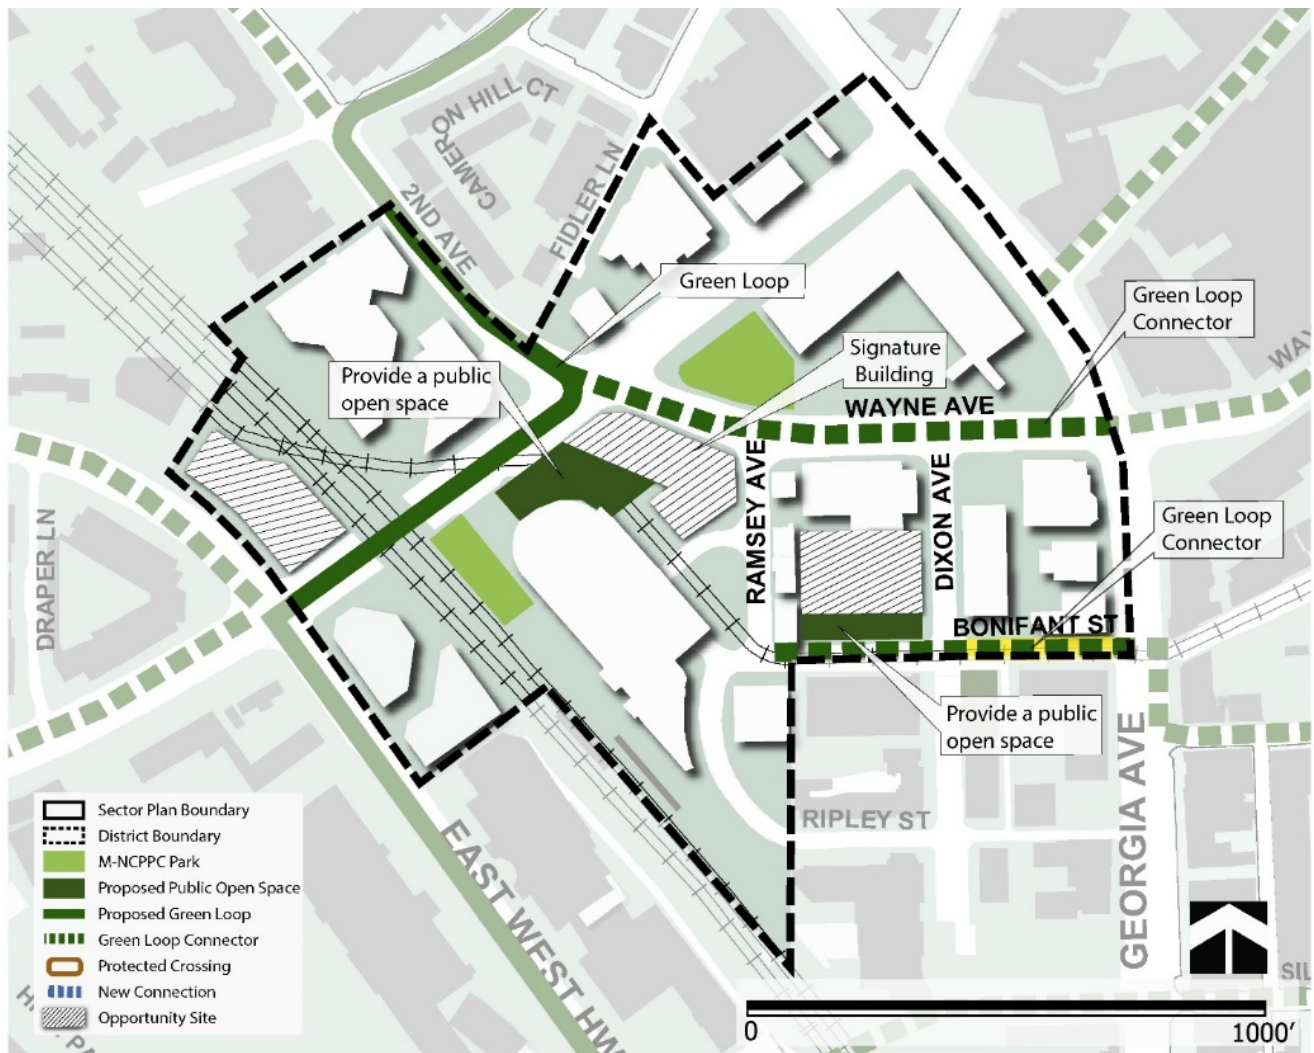 CAMERON HILL CT
2ND AVE
FIDLER LN
Green Loop
Green Loop
Connector
Provide a public
open space
Signature
Building
WAYNE AVE
RAMSEY AVE
DIXON AVE
Green Loop
Connector
DRAPER LN
BONIFANT ST
Provide a public
open space
RIPLEY ST
GEORGIA AVE
EAST WEST HW
Sector Plan Boundary
District Boundary
M-NCPPC Park
Proposed Public Open Space
Proposed Green Loop
Green Loop Connector
Protected Crossing
New Connection
Opportunity Site
0
1000'
SIL